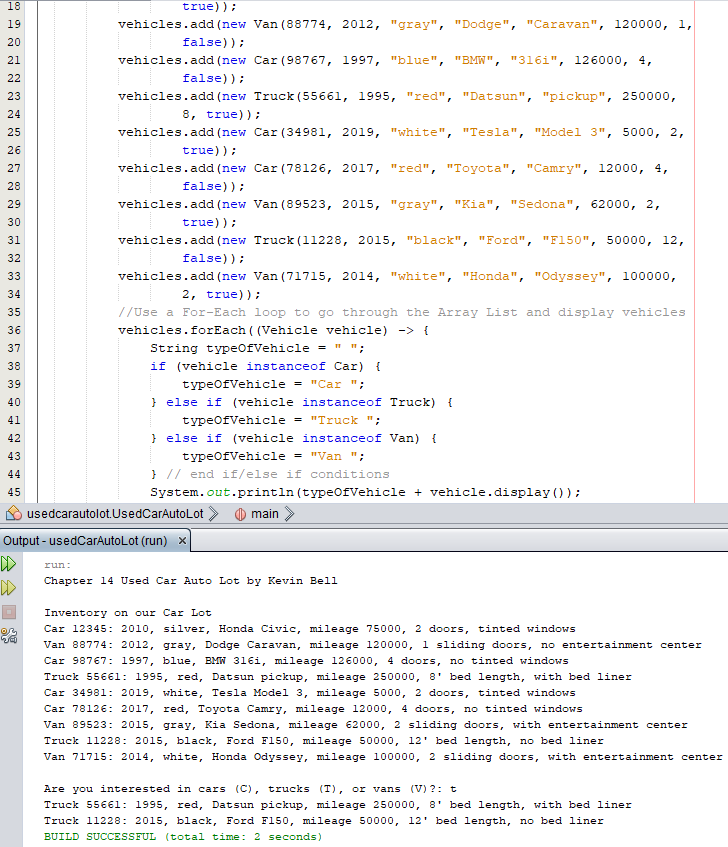 18 true));
19 vehicles.add(new Van(88774, 2012, "gray", "Dodge", "Caravan", 120000, 1,
20 false));
21 vehicles.add(new Car(98767, 1997, "blue", "BMW", "316i", 126000, 4,
22 false));
23 vehicles.add(new Truck(55661, 1995, "red", "Datsun", "pickup", 250000,
24 8, true));
25 vehicles.add(new Car(34981, 2019, "white", "Tesla", "Model 3", 5000, 2,
26 true));
27 vehicles.add(new Car(78126, 2017, "red", "Toyota", "Camry", 12000, 4,
28 false));
29 vehicles.add(new Van(89523, 2015, "gray", "Kia", "Sedona", 62000, 2,
30 true));
31 vehicles.add(new Truck(11228, 2015, "black", "Ford", "F150", 50000, 12,
32 false));
33 vehicles.add(new Van(71715, 2014, "white", "Honda", "Odyssey", 100000,
34 2, true));
35 //Use a For-Each loop to go through the Array List and display vehicles
36 vehicles.forEach((Vehicle vehicle) -> {
37 String typeOfVehicle = " ";
38 if (vehicle instanceof Car) {
39 typeOfVehicle = "Car ";
40 } else if (vehicle instanceof Truck) {
41 typeOfVehicle = "Truck ";
42 } else if (vehicle instanceof Van) {
43 typeOfVehicle = "Van ";
44 } // end if/else if conditions
45 System.out.println(typeOfVehicle + vehicle.display());
usedcarautolot.UsedCarAutoLot main
Output - usedCarAutoLot (run) ×
run:
Chapter 14 Used Car Auto Lot by Kevin Bell
Inventory on our Car Lot
Car 12345: 2010, silver, Honda Civic, mileage 75000, 2 doors, tinted windows
Van 88774: 2012, gray, Dodge Caravan, mileage 120000, 1 sliding doors, no entertainment center
Car 98767: 1997, blue, BMW 316i, mileage 126000, 4 doors, no tinted windows
Truck 55661: 1995, red, Datsun pickup, mileage 250000, 8' bed length, with bed liner
Car 34981: 2019, white, Tesla Model 3, mileage 5000, 2 doors, tinted windows
Car 78126: 2017, red, Toyota Camry, mileage 12000, 4 doors, no tinted windows
Van 89523: 2015, gray, Kia Sedona, mileage 62000, 2 sliding doors, with entertainment center
Truck 11228: 2015, black, Ford F150, mileage 50000, 12' bed length, no bed liner
Van 71715: 2014, white, Honda Odyssey, mileage 100000, 2 sliding doors, with entertainment center
Are you interested in cars (C), trucks (T), or vans (V)?: t
Truck 55661: 1995, red, Datsun pickup, mileage 250000, 8' bed length, with bed liner
Truck 11228: 2015, black, Ford F150, mileage 50000, 12' bed length, no bed liner
BUILD SUCCESSFUL (total time: 2 seconds)